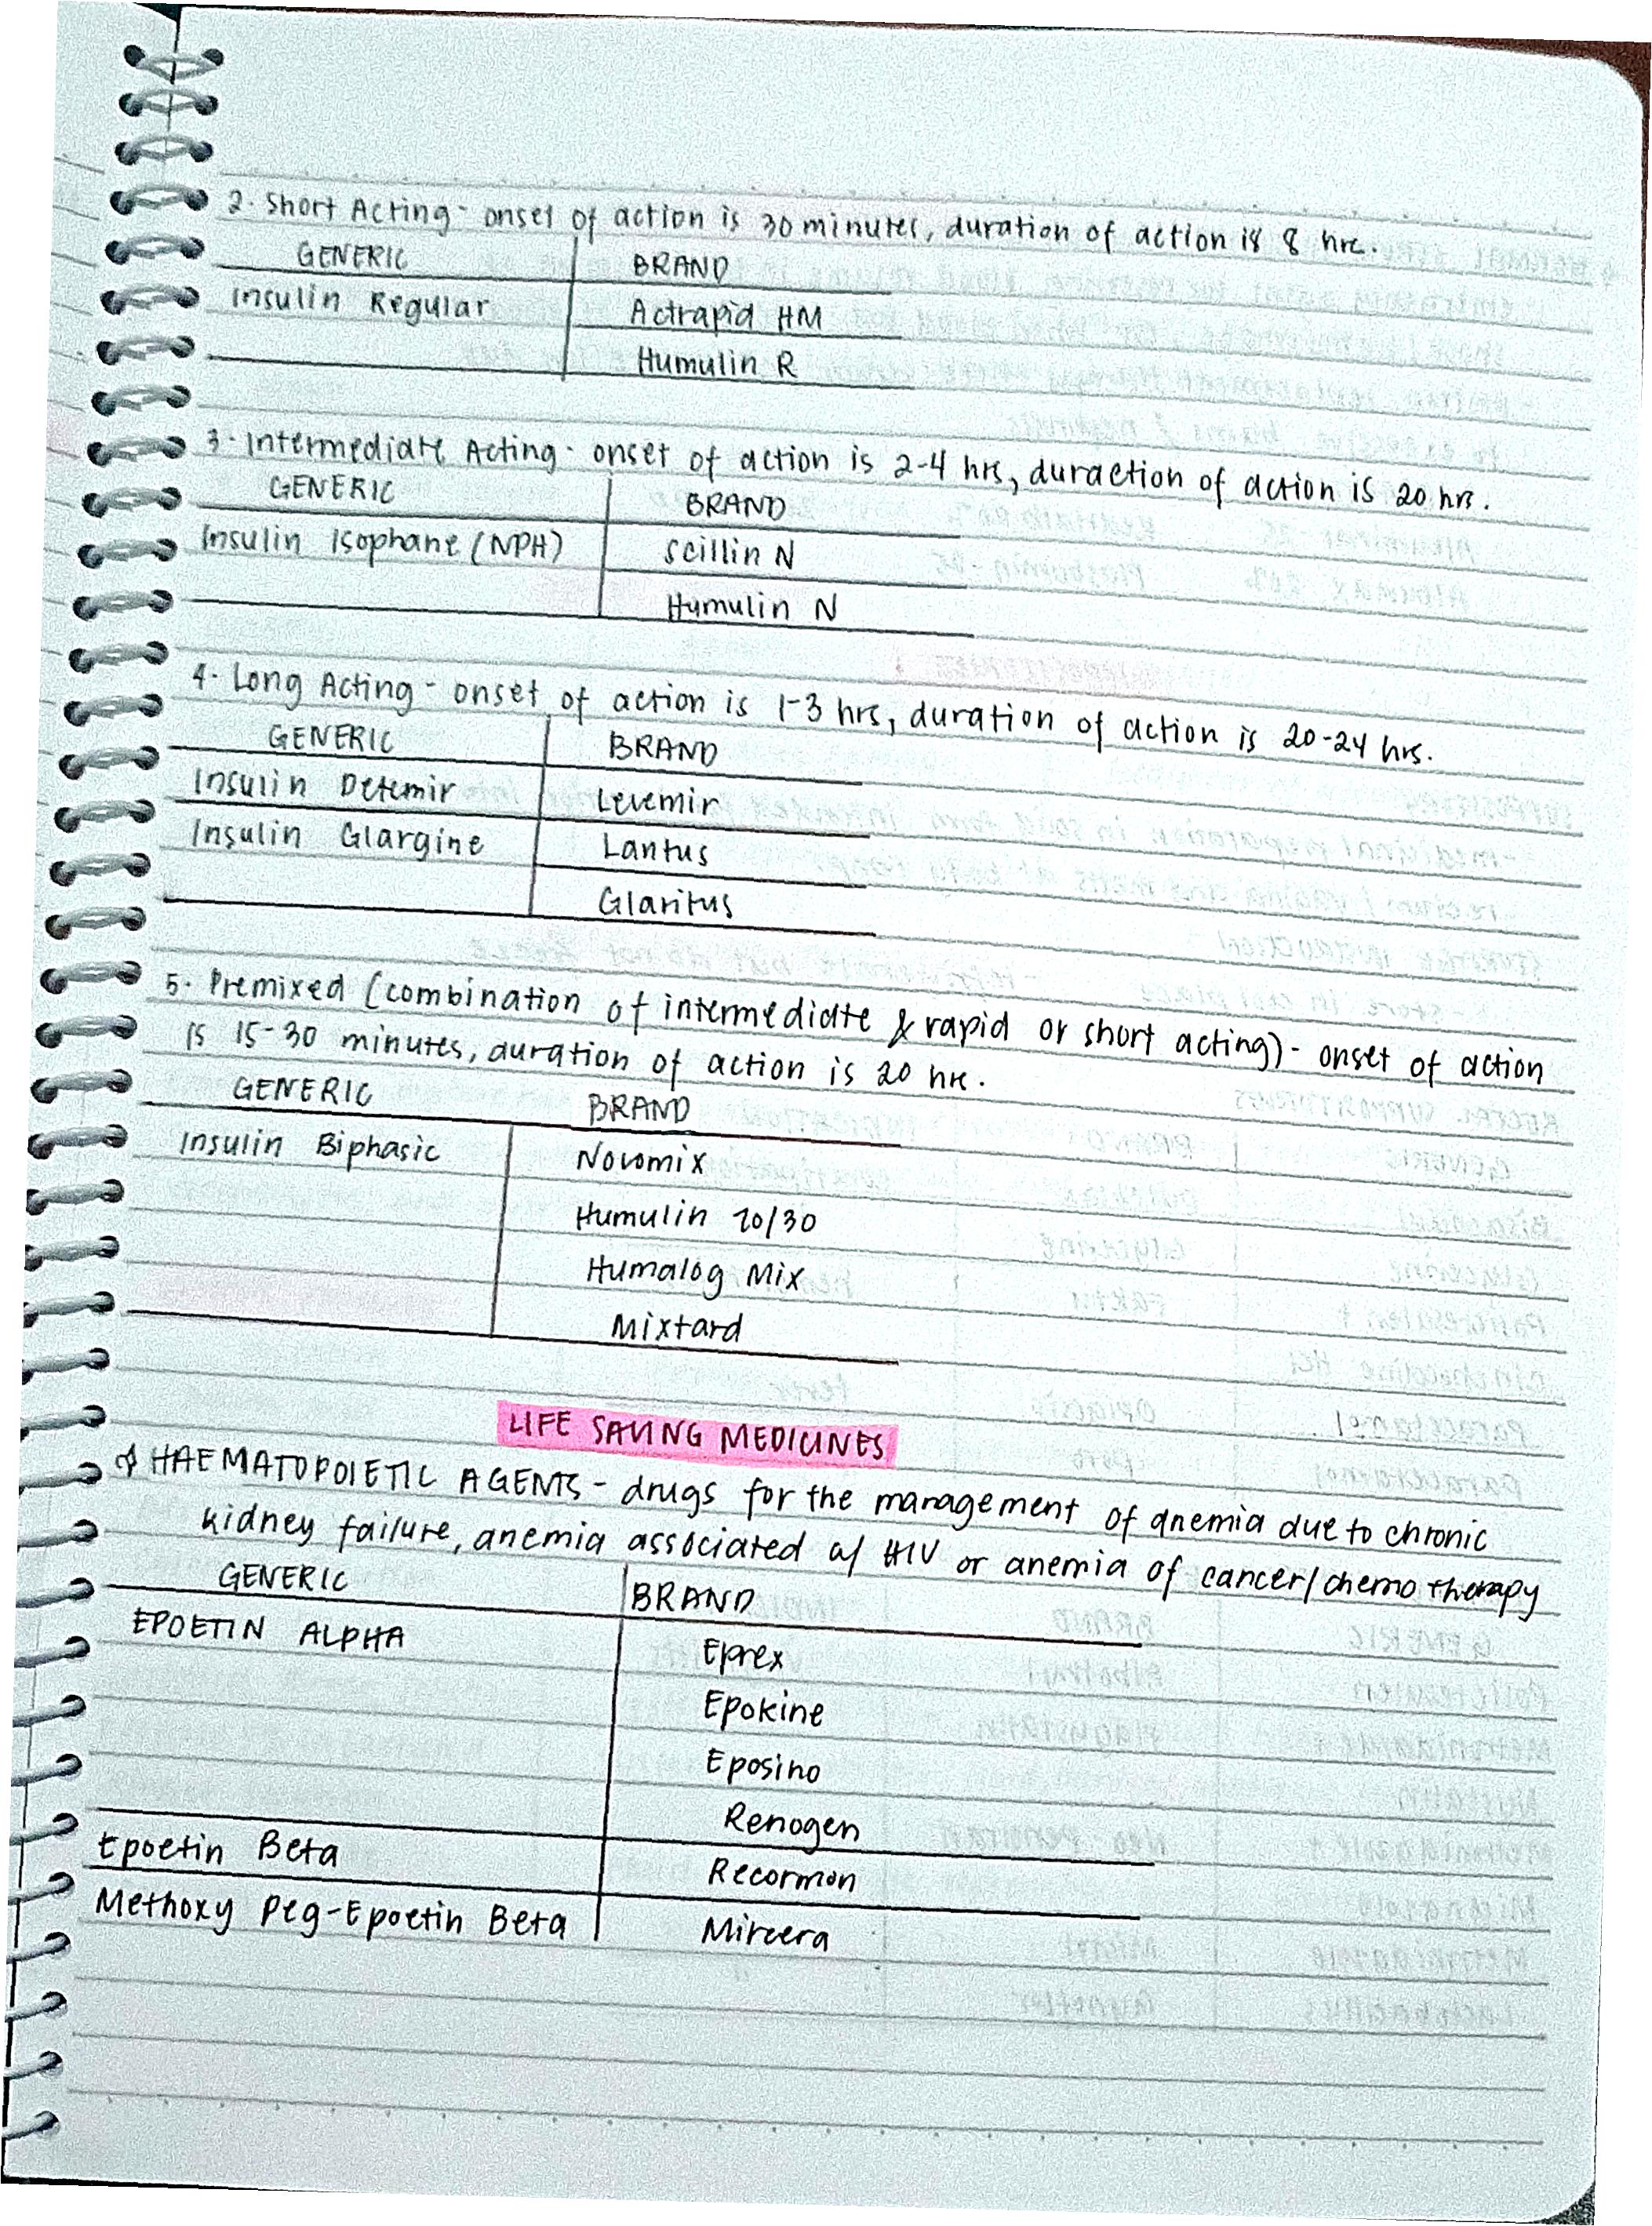 2. Short Acting - onset of action is 30 minutes, duration of action is 8 hrs.
GENERIC BRAND
Insulin Regular Actrapid HM
Humulin R
3. Intermediate Acting - onset of action is 2-4 hrs, duraction of action is 20 hrs.
GENERIC BRAND
Insulin Isophane (NPH) Scillin N
Humulin N
4. Long Acting - onset of action is 1-3 hrs, duration of action is 20-24 hrs.
GENERIC BRAND
Insulin Detemir Levemir
Insulin Glargine Lantus
Glaritus
5. Premixed (combination of intermediate & rapid or short acting) - onset of action
is 15-30 minutes, duration of action is 20 hrs.
GENERIC BRAND
Insulin Biphasic Novomix
Humulin 70/30
Humalog Mix
Mixtard
LIFE SAVING MEDICINES
HAEMATOPOIETIC AGENTS - drugs for the management of anemia due to chronic
kidney failure, anemia associated w/ HIV or anemia of cancer/chemotherapy
GENERIC BRAND
EPOETIN ALPHA Eprex
Epokine
Eposino
Renogen
Epoetin Beta Recormon
Methoxy Peg-Epoetin Beta Mircera